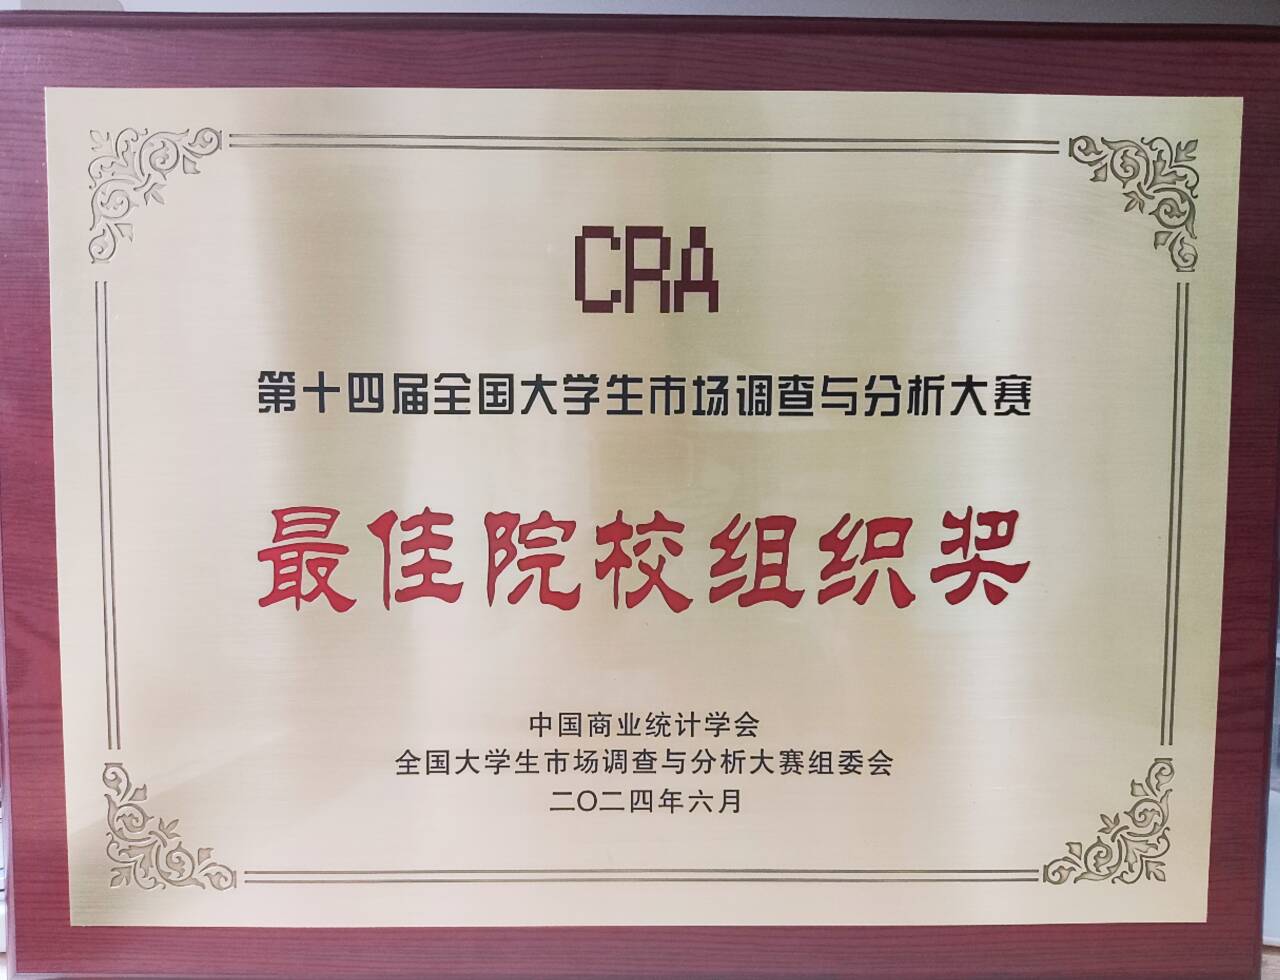 CRA
第十四届全国大学生市场调查与分析大赛
最佳院校组织奖
中国商业统计学会
全国大学生市场调查与分析大赛组委会
二〇二四年六月